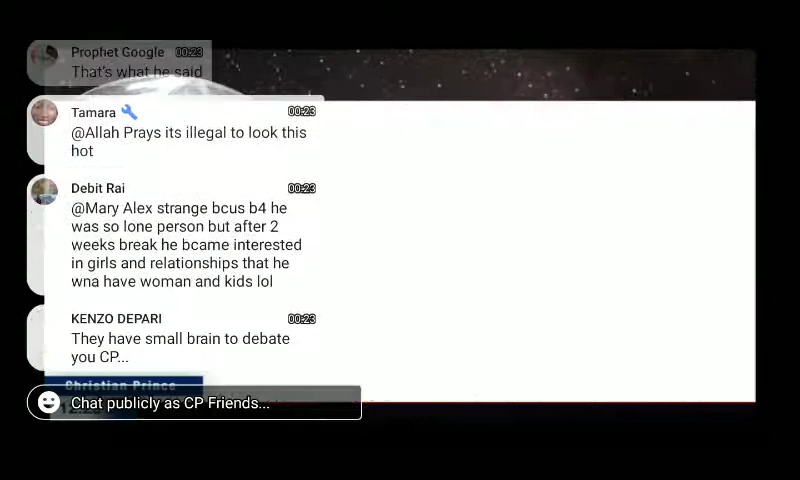 Prophet Google 00:23
That's what he said
Tamara 00:23
@Allah Prays its illegal to look this
hot
Debit Rai 00:23
@Mary Alex strange bcus b4 he
was so lone person but after 2
weeks break he bcame interested
in girls and relationships that he
wna have woman and kids lol
KENZO DEPARI 00:23
They have small brain to debate
you CP...
Christian Prince
Chat publicly as CP Friends...